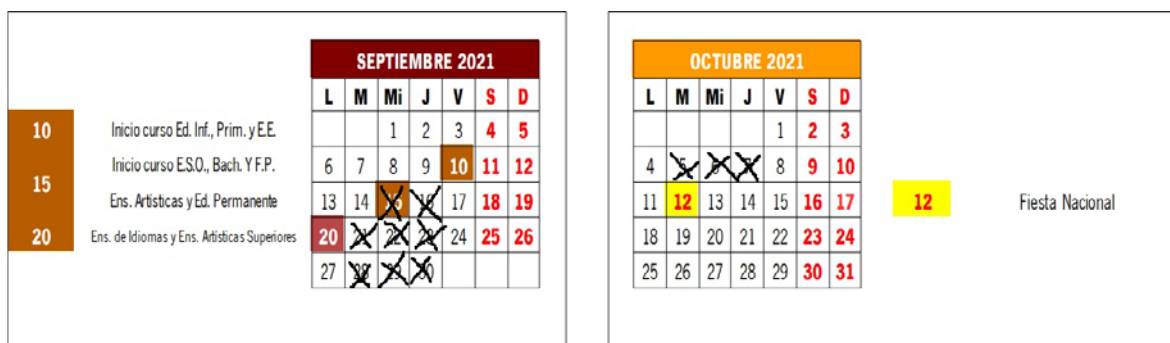 SEPTIEMBRE 2021
L M Mi J V S D
1 2 3 4 5
6 7 8 9 10 11 12
13 14 15 16 17 18 19
20 21 22 23 24 25 26
27 28 29 30
10 Inicio curso Ed. Inf., Prim. y E.E.
15 Inicio curso E.S.O., Bach. Y F.P.
Ens. Artísticas y Ed. Permanente
20 Ens. de Idiomas y Ens. Artísticas Superiores
OCTUBRE 2021
L M Mi J V S D
1 2 3
4 5 6 7 8 9 10
11 12 13 14 15 16 17
18 19 20 21 22 23 24
25 26 27 28 29 30 31
12 Fiesta Nacional